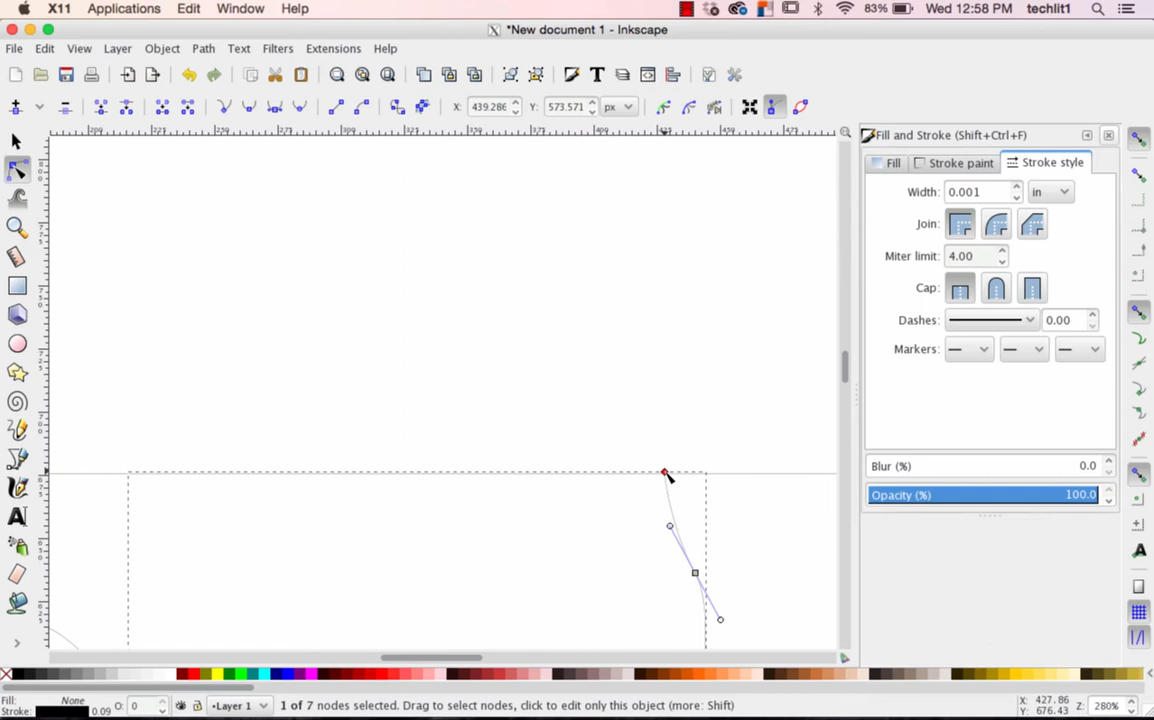 X11 Applications Edit Window Help 83% Wed 12:58 PM techlit1
*New document 1 - Inkscape
File Edit View Layer Object Path Text Filters Extensions Help
X: 439.286 Y: 573.571 px
Fill and Stroke (Shift+Ctrl+F)
Fill Stroke paint Stroke style
Width: 0.001 in
Join:
Miter limit: 4.00
Cap:
Dashes: 0.00
Markers:
Blur (%) 0.0
Opacity (%) 100.0
Fill: None
Stroke: 0.09 O: 0 •Layer 1 1 of 7 nodes selected. Drag to select nodes, click to edit only this object (more: Shift) X: 427.86 Y: 676.43 Z: 280%